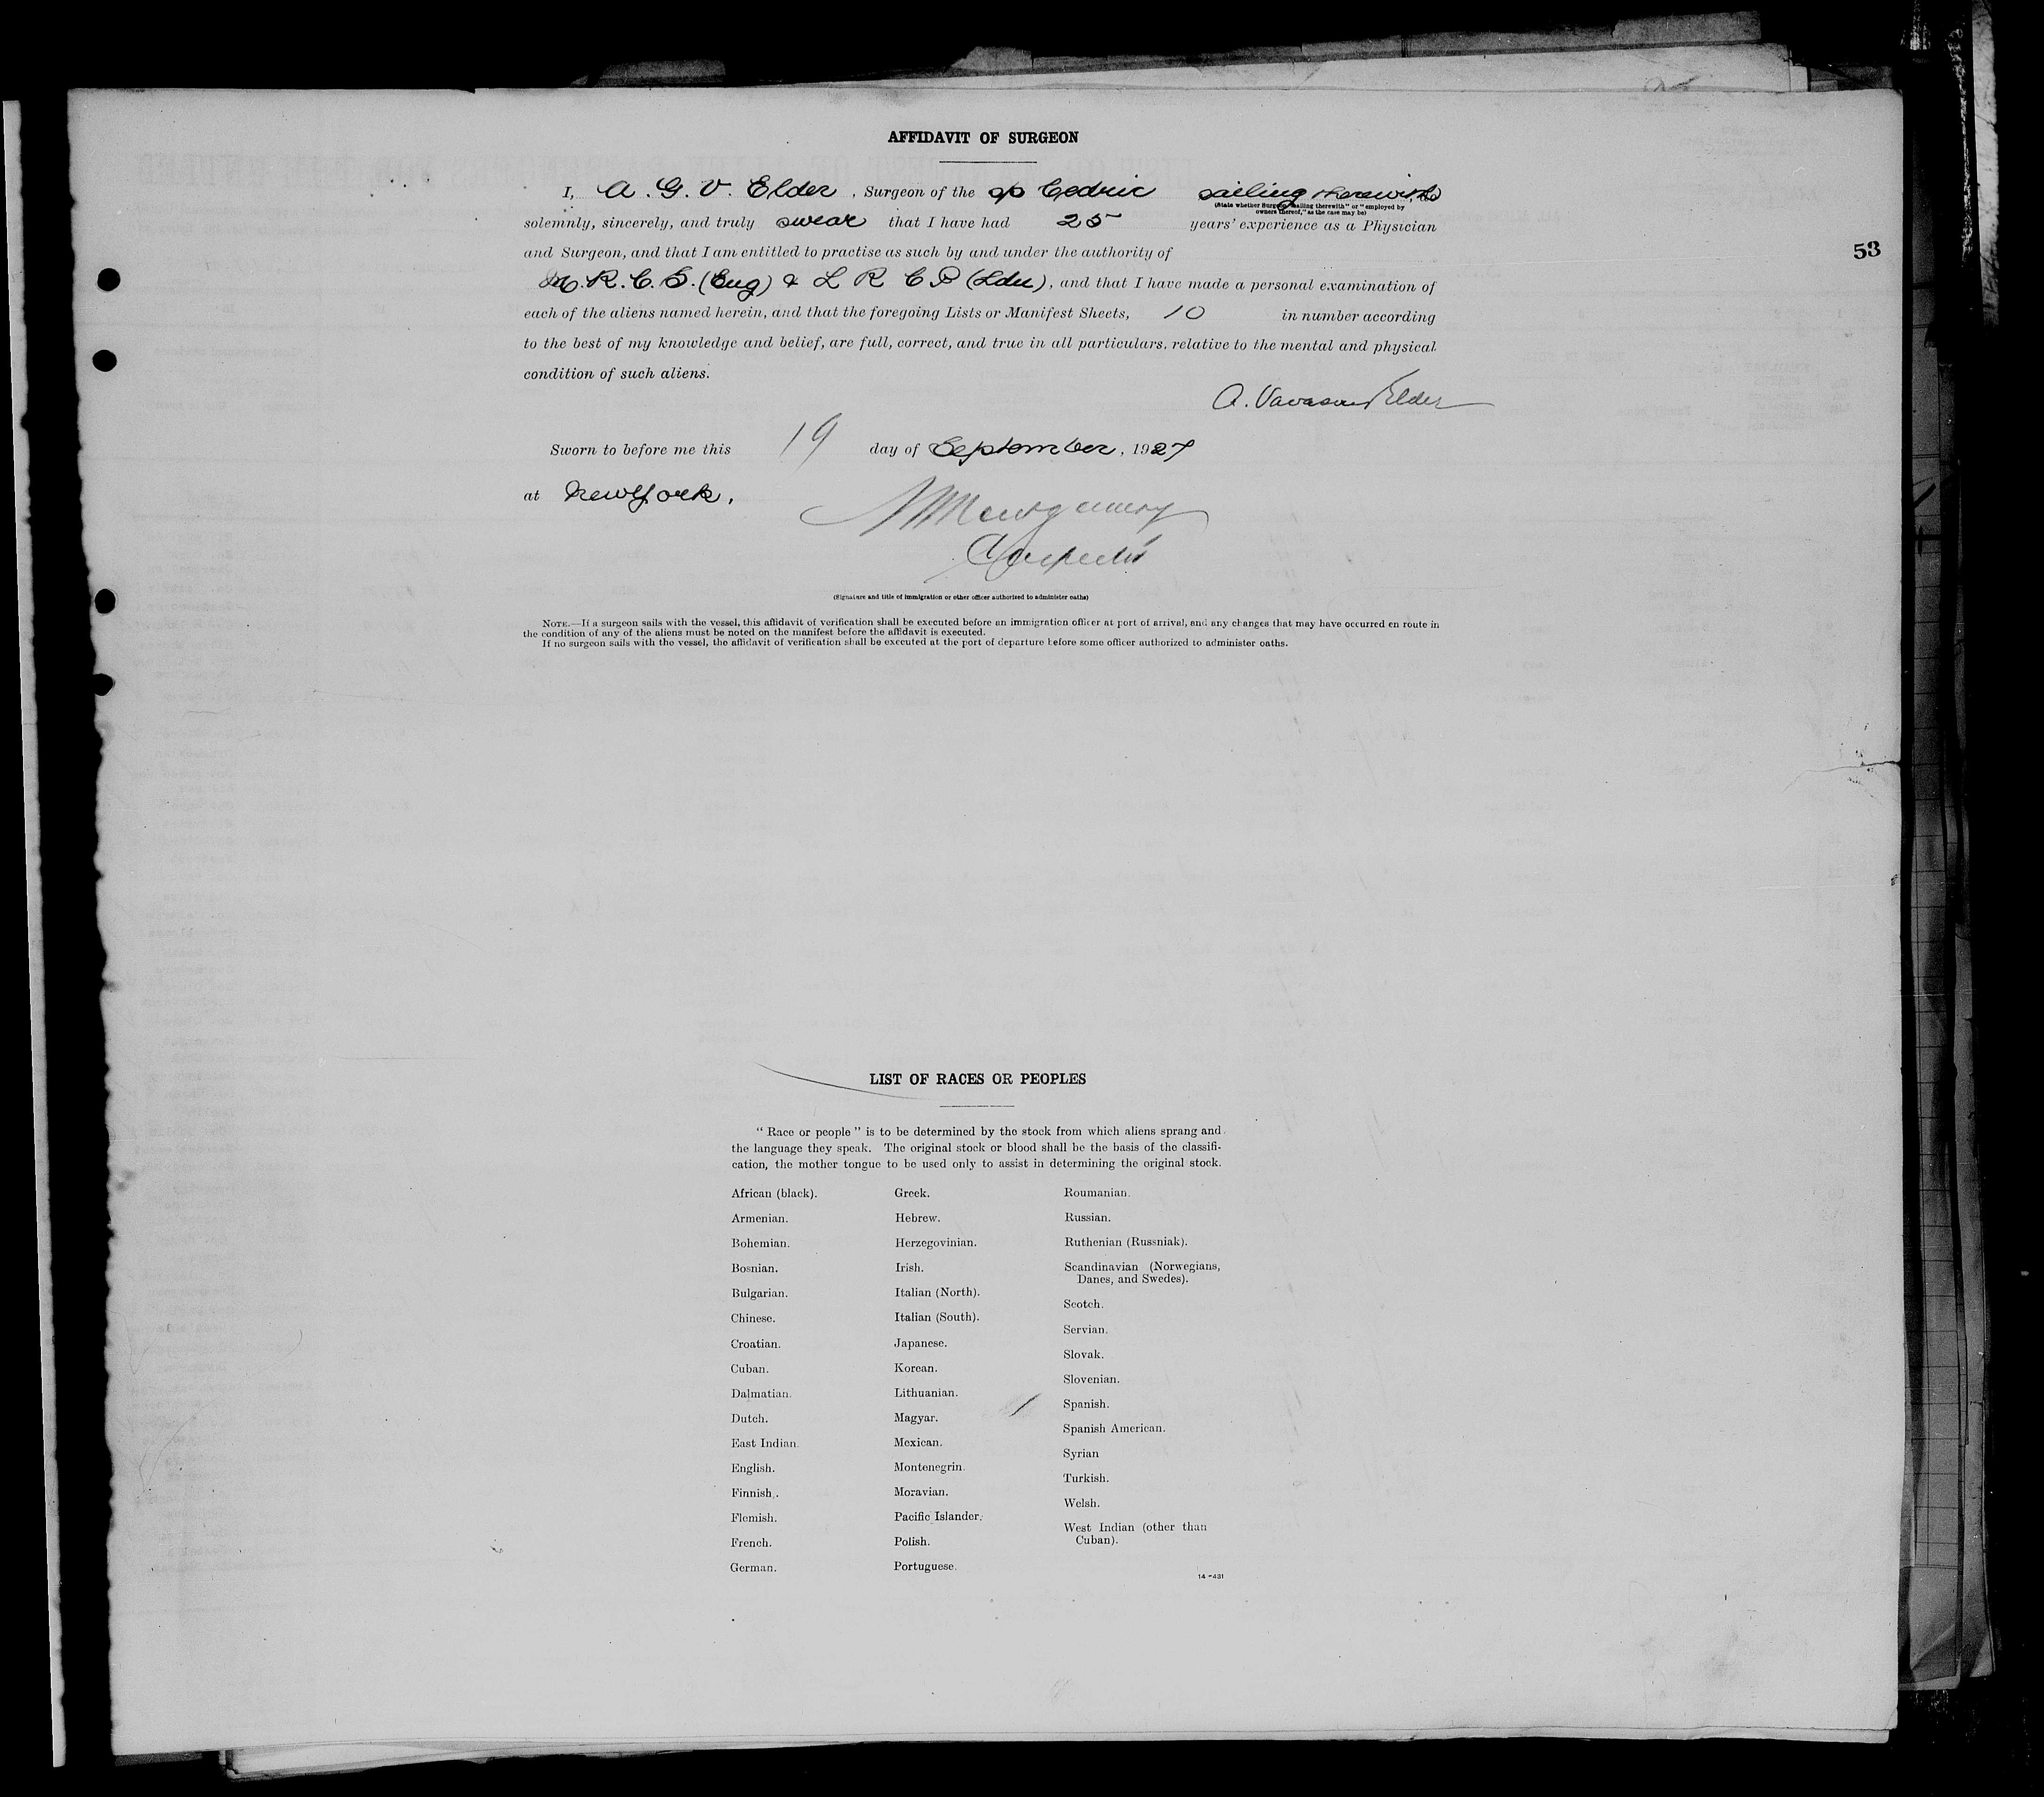 AFFIDAVIT OF SURGEON
I, A. G. V. Elder, Surgeon of the s/s Cedric sailing therewith, do
(State whether Surgeon "sailing therewith" or "employed by
owners thereof," as the case may be)
solemnly, sincerely, and truly swear that I have had 25 years' experience as a Physician
and Surgeon, and that I am entitled to practise as such by and under the authority of
53
M. R. C. S. (Eng) & L R C P (Ldn), and that I have made a personal examination of
each of the aliens named herein, and that the foregoing Lists or Manifest Sheets, 10 in number according
to the best of my knowledge and belief, are full, correct, and true in all particulars, relative to the mental and physical
condition of such aliens.
A. Vavasour Elder
Sworn to before me this 19 day of September, 1927
at New York,
Montgomery
(Signature and title of immigration or other officer authorized to administer oaths)
NOTE.—If a surgeon sails with the vessel, this affidavit of verification shall be executed before an immigration officer at port of arrival, and any changes that may have occurred en route in
the condition of any of the aliens must be noted on the manifest before the affidavit is executed.
If no surgeon sails with the vessel, the affidavit of verification shall be executed at the port of departure before some officer authorized to administer oaths.
LIST OF RACES OR PEOPLES
"Race or people" is to be determined by the stock from which aliens sprang and
the language they speak. The original stock or blood shall be the basis of the classifi-
cation, the mother tongue to be used only to assist in determining the original stock.
African (black).
Armenian.
Bohemian.
Bosnian.
Bulgarian.
Chinese.
Croatian.
Cuban.
Dalmatian.
Dutch.
East Indian.
English.
Finnish.
Flemish.
French.
German.
Greek.
Hebrew.
Herzegovinian.
Irish.
Italian (North).
Italian (South).
Japanese.
Korean.
Lithuanian.
Magyar.
Mexican.
Montenegrin.
Moravian.
Pacific Islander.
Polish.
Portuguese.
Roumanian.
Russian.
Ruthenian (Russniak).
Scandinavian (Norwegians,
Danes, and Swedes).
Scotch.
Servian.
Slovak.
Slovenian.
Spanish.
Spanish American.
Syrian
Turkish.
Welsh.
West Indian (other than
Cuban).
14-431